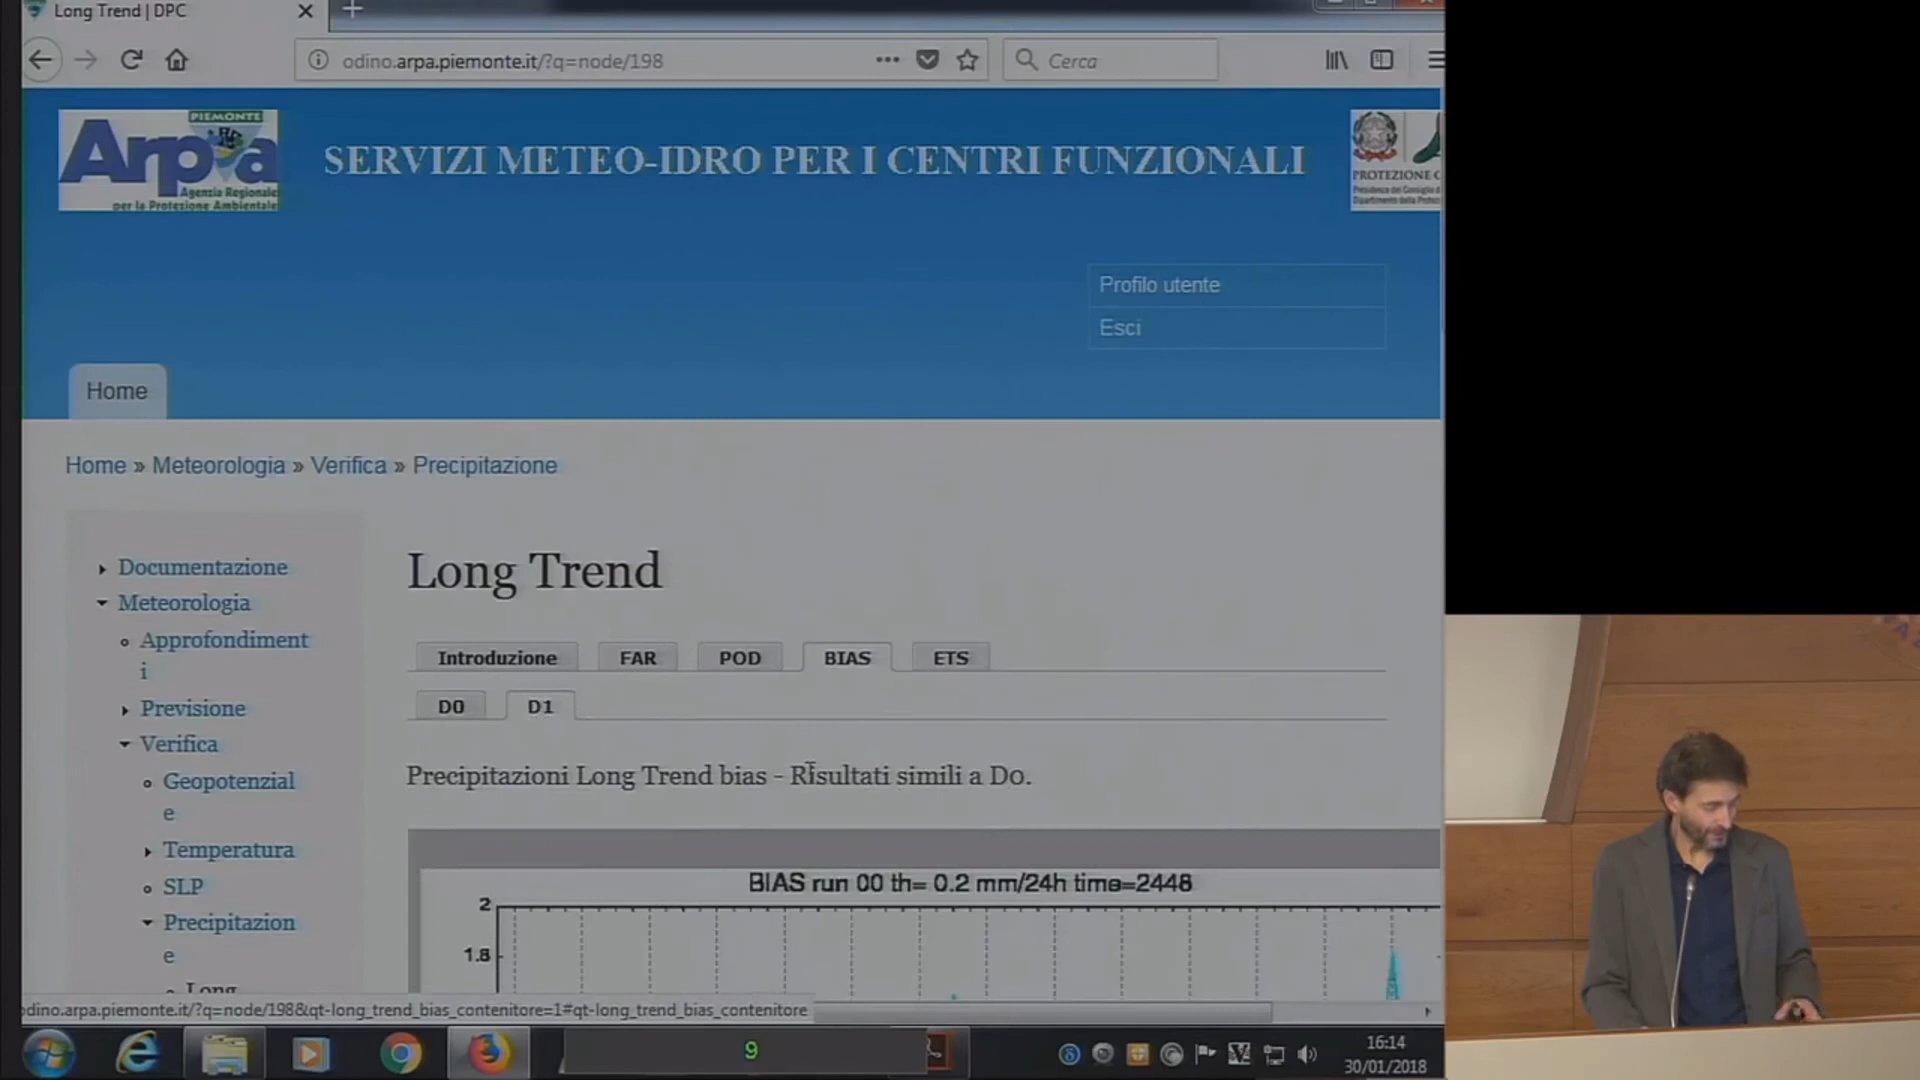 Long Trend | DPC
odino.arpa.piemonte.it/?q=node/198
Cerca
PIEMONTE
Arpa
Agenzia Regionale
per la Protezione Ambientale
SERVIZI METEO-IDRO PER I CENTRI FUNZIONALI
PROTEZIONE C
Profilo utente
Esci
Home
Home » Meteorologia » Verifica » Precipitazione
Documentazione
Meteorologia
Approfondiment
i
Previsione
Verifica
Geopotenzial
e
Temperatura
SLP
Precipitazion
e
Long
Long Trend
Introduzione FAR POD BIAS ETS
D0 D1
Precipitazioni Long Trend bias - Risultati simili a D0.
BIAS run 00 th= 0.2 mm/24h time=2448
2
1.8
odino.arpa.piemonte.it/?q=node/198&qt-long_trend_bias_contenitore=1#qt-long_trend_bias_contenitore
9
16:14
30/01/2018